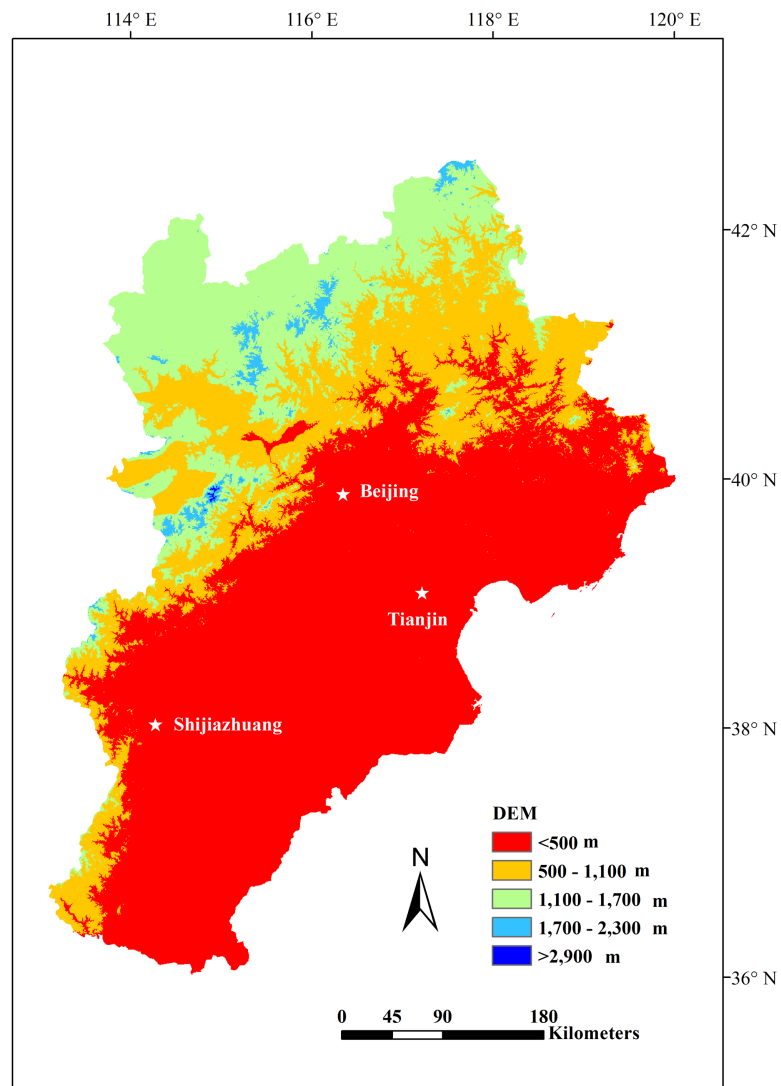 114° E 116° E 118° E 120° E
42° N
40° N
Beijing
Tianjin
Shijiazhuang
38° N
DEM
<500 m
500 - 1,100 m
1,100 - 1,700 m
1,700 - 2,300 m
>2,900 m
N
36° N
0 45 90 180
Kilometers